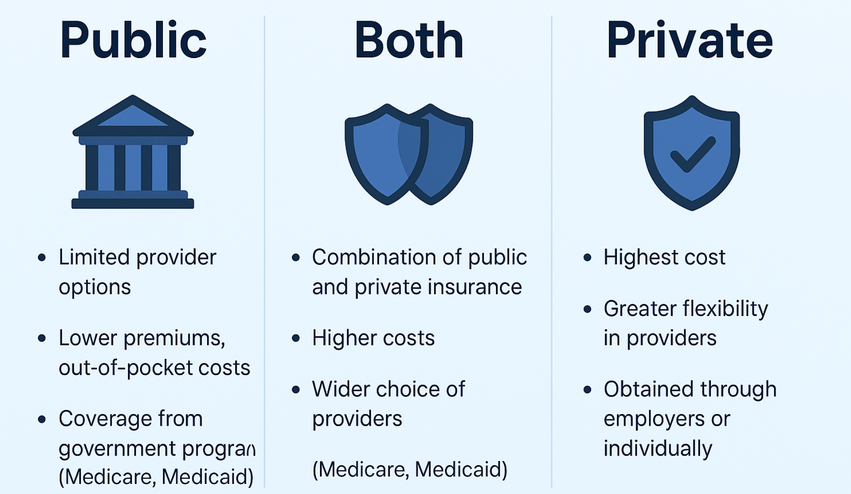 Public
• Limited provider
options
• Lower premiums,
out-of-pocket costs
• Coverage from
government progran
(Medicare, Medicaid)
Both
• Combination of public
and private insurance
• Higher costs
• Wider choice of
providers
(Medicare, Medicaid)
Private
• Highest cost
• Greater flexibility
in providers
• Obtained through
employers or
individually